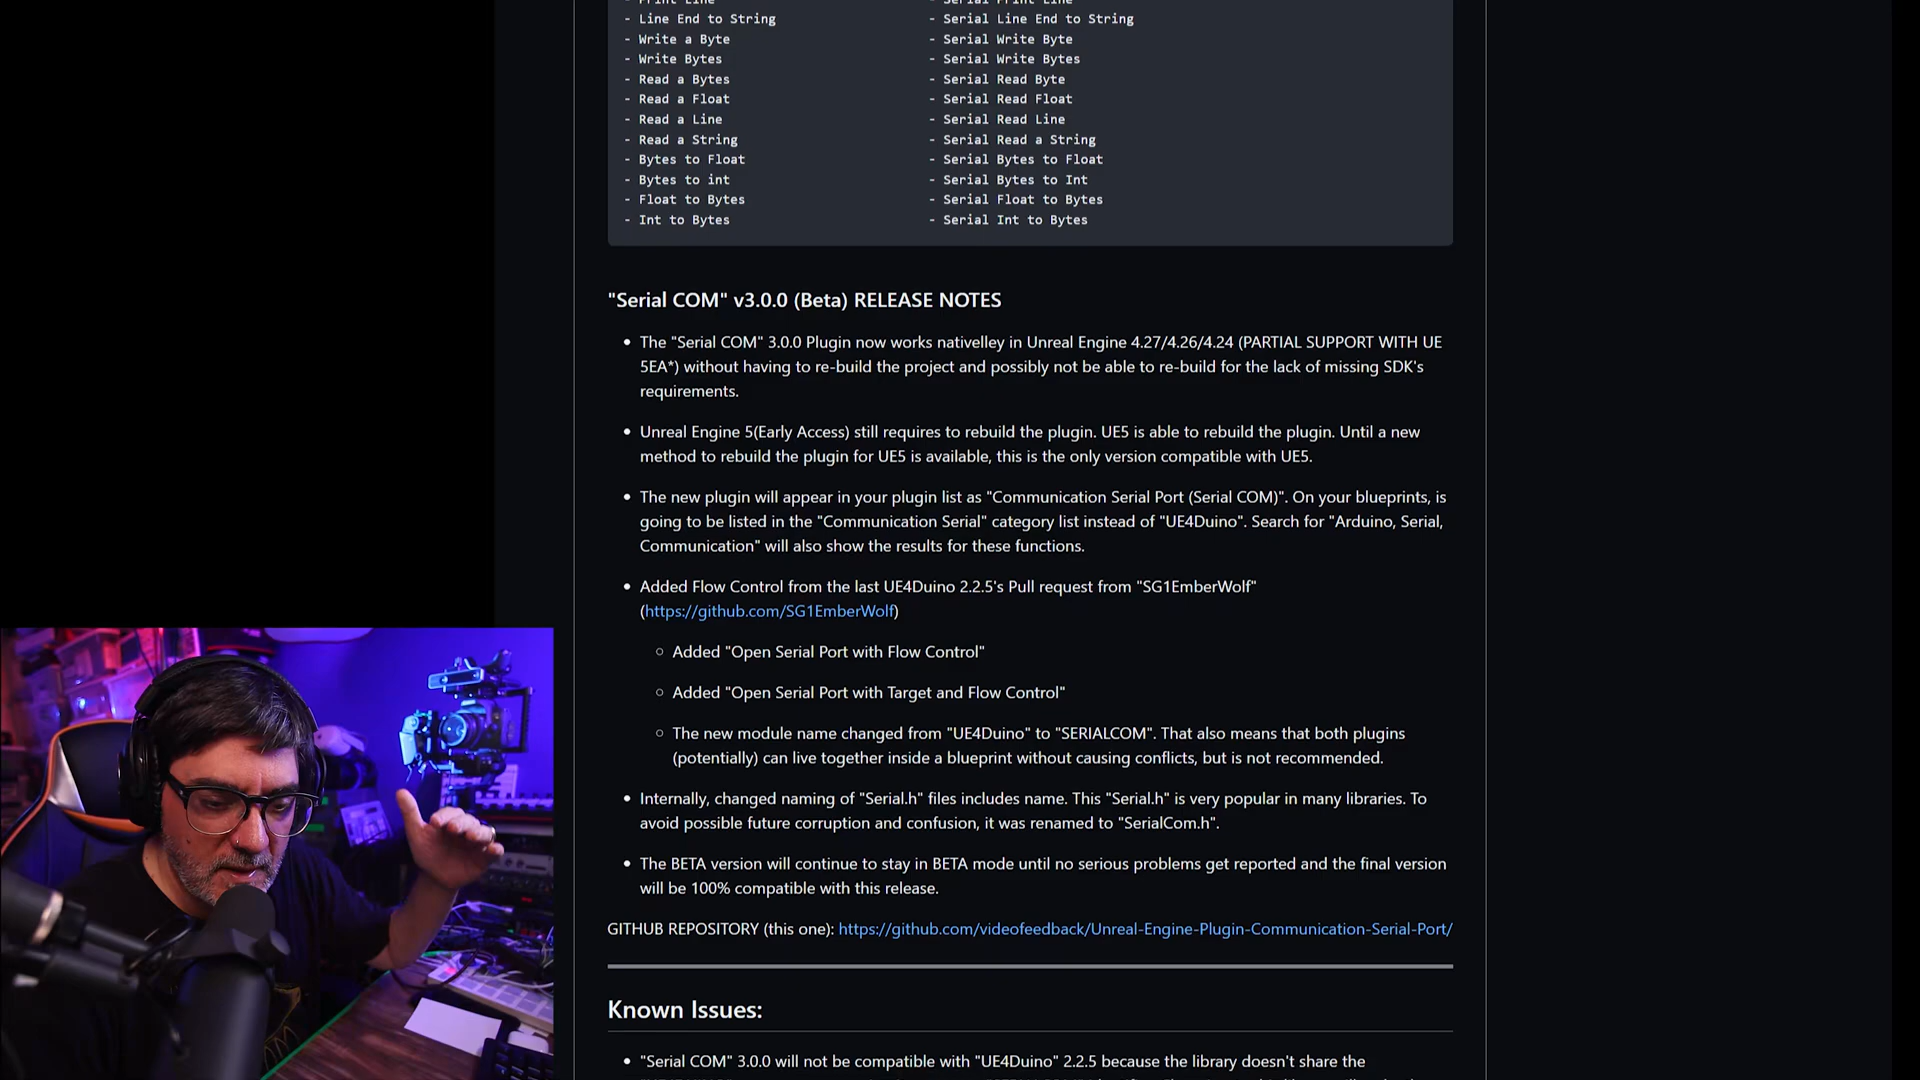 - Line End to String - Serial Line End to String
- Write a Byte - Serial Write Byte
- Write Bytes - Serial Write Bytes
- Read a Bytes - Serial Read Byte
- Read a Float - Serial Read Float
- Read a Line - Serial Read Line
- Read a String - Serial Read a String
- Bytes to Float - Serial Bytes to Float
- Bytes to int - Serial Bytes to Int
- Float to Bytes - Serial Float to Bytes
- Int to Bytes - Serial Int to Bytes
"Serial COM" v3.0.0 (Beta) RELEASE NOTES
• The "Serial COM" 3.0.0 Plugin now works nativelley in Unreal Engine 4.27/4.26/4.24 (PARTIAL SUPPORT WITH UE
5EA*) without having to re-build the project and possibly not be able to re-build for the lack of missing SDK's
requirements.
• Unreal Engine 5(Early Access) still requires to rebuild the plugin. UE5 is able to rebuild the plugin. Until a new
method to rebuild the plugin for UE5 is available, this is the only version compatible with UE5.
• The new plugin will appear in your plugin list as "Communication Serial Port (Serial COM)". On your blueprints, is
going to be listed in the "Communication Serial" category list instead of "UE4Duino". Search for "Arduino, Serial,
Communication" will also show the results for these functions.
• Added Flow Control from the last UE4Duino 2.2.5's Pull request from "SG1EmberWolf"
(https://github.com/SG1EmberWolf)
○ Added "Open Serial Port with Flow Control"
○ Added "Open Serial Port with Target and Flow Control"
○ The new module name changed from "UE4Duino" to "SERIALCOM". That also means that both plugins
(potentially) can live together inside a blueprint without causing conflicts, but is not recommended.
• Internally, changed naming of "Serial.h" files includes name. This "Serial.h" is very popular in many libraries. To
avoid possible future corruption and confusion, it was renamed to "SerialCom.h".
• The BETA version will continue to stay in BETA mode until no serious problems get reported and the final version
will be 100% compatible with this release.
GITHUB REPOSITORY (this one): https://github.com/videofeedback/Unreal-Engine-Plugin-Communication-Serial-Port/
Known Issues:
• "Serial COM" 3.0.0 will not be compatible with "UE4Duino" 2.2.5 because the library doesn't share the